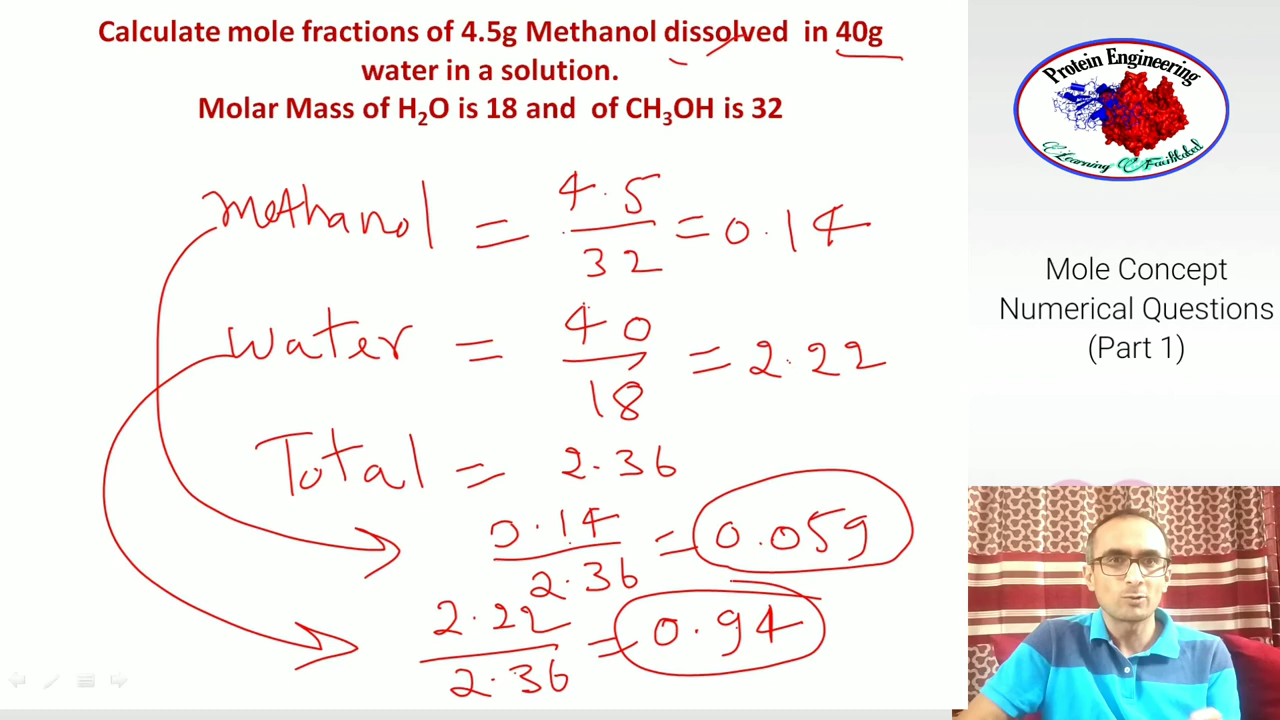 Calculate mole fractions of 4.5g Methanol dissolved in 40g
water in a solution.
Molar Mass of H₂O is 18 and of CH₃OH is 32
methanol = 4.5/32 = 0.14
water = 40/18 = 2.22
Total = 2.36
0.14/2.36 = 0.059
2.22/2.36 = 0.94
Protein Engineering
Learning Facilitated
Mole Concept
Numerical Questions
(Part 1)